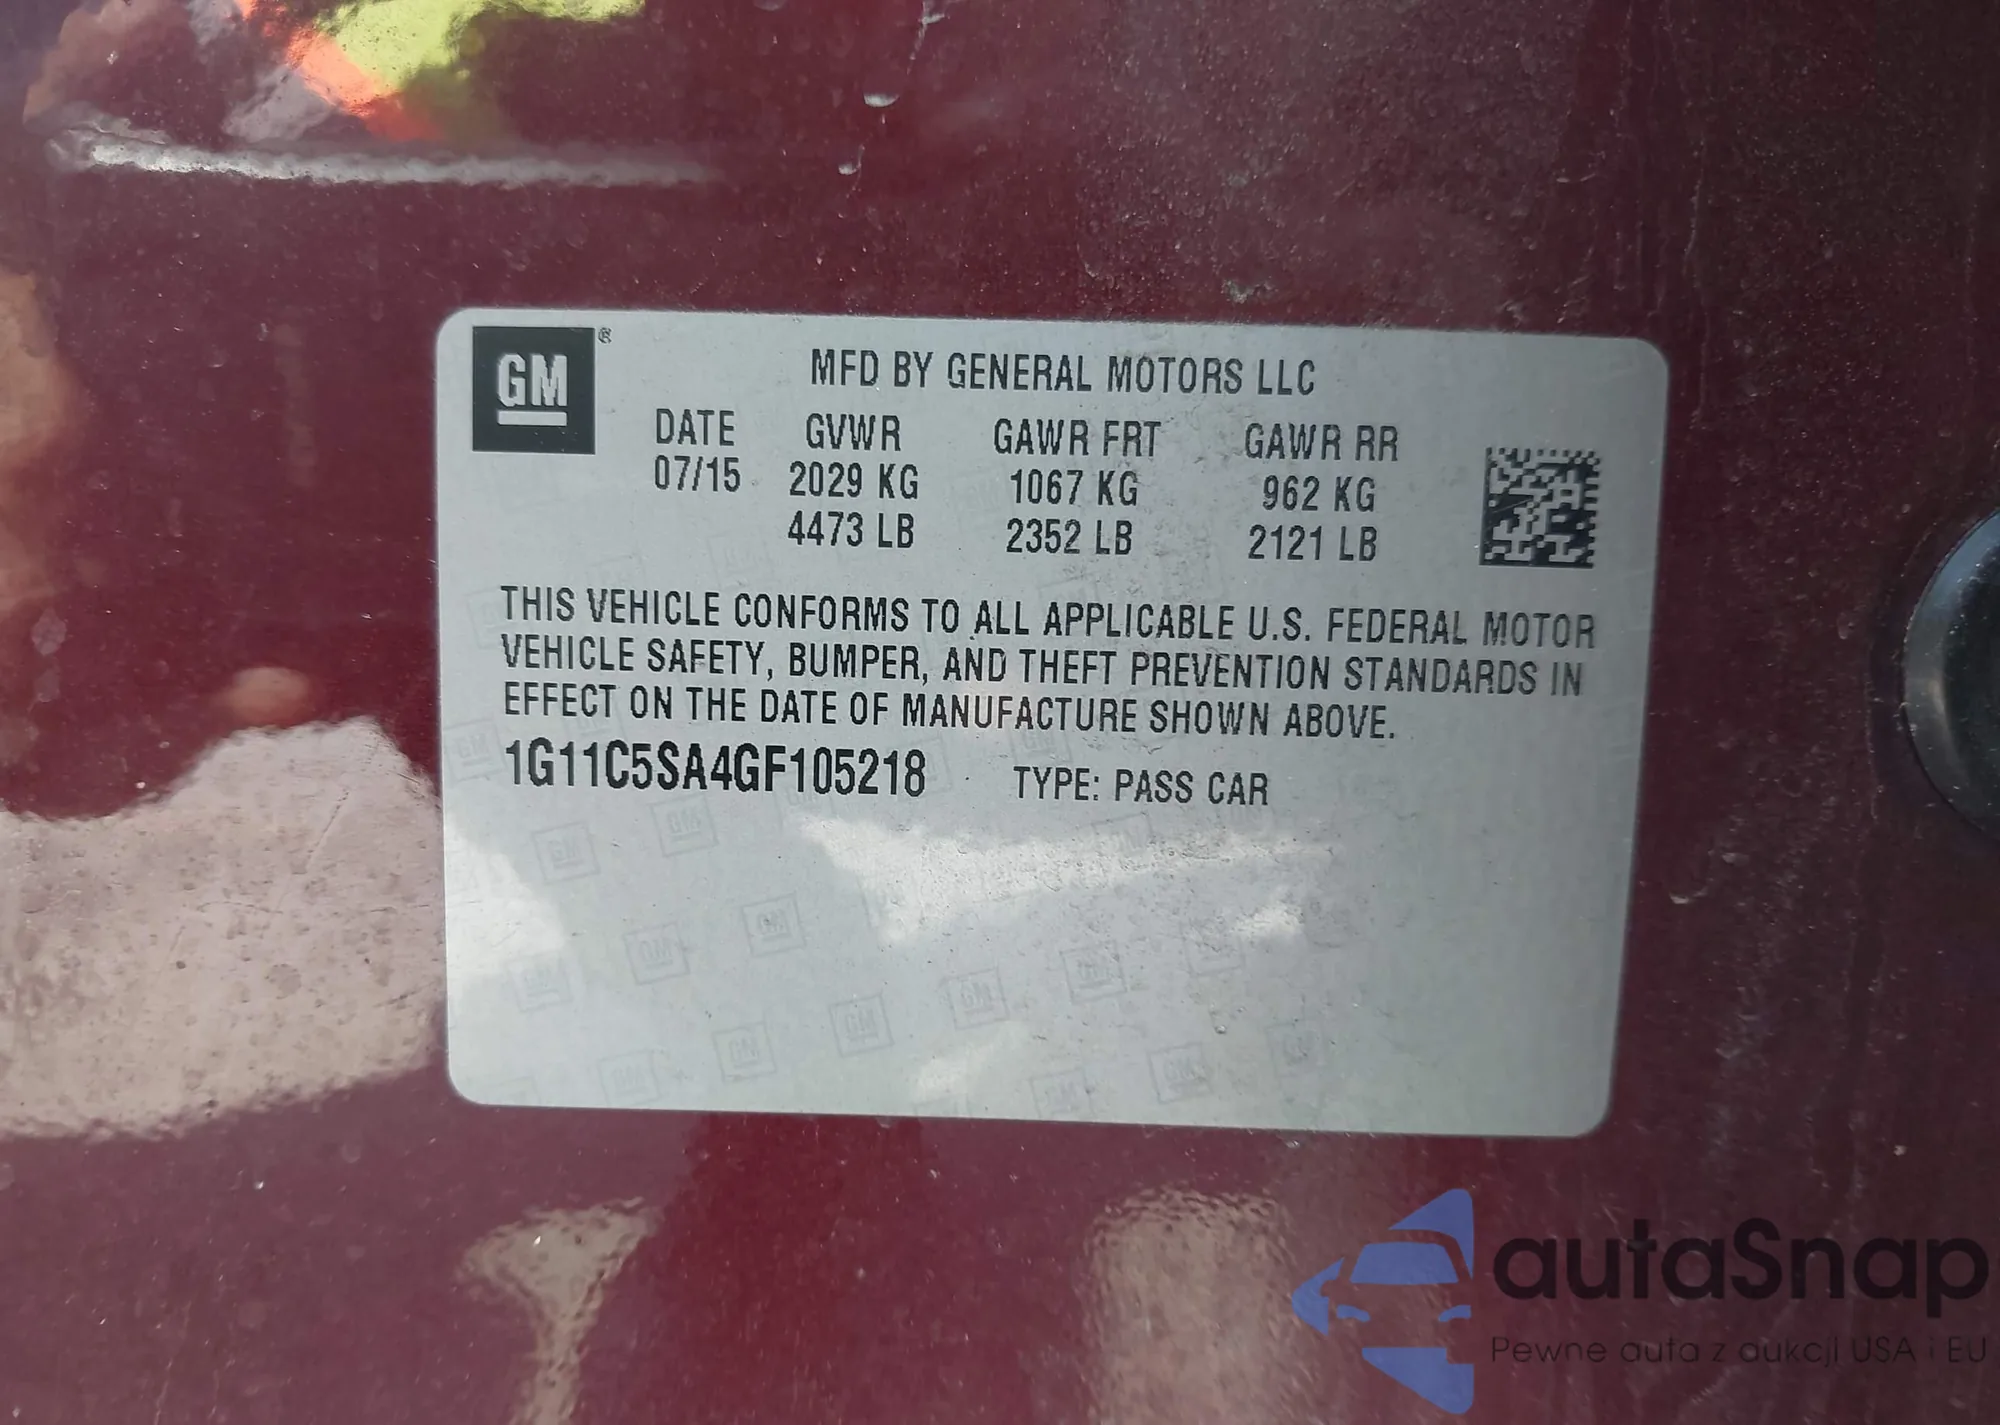 GM ®
MFD BY GENERAL MOTORS LLC
DATE GVWR GAWR FRT GAWR RR
07/15 2029 KG 1067 KG 962 KG
4473 LB 2352 LB 2121 LB
THIS VEHICLE CONFORMS TO ALL APPLICABLE U.S. FEDERAL MOTOR
VEHICLE SAFETY, BUMPER, AND THEFT PREVENTION STANDARDS IN
EFFECT ON THE DATE OF MANUFACTURE SHOWN ABOVE.
1G11C5SA4GF105218 TYPE: PASS CAR
autaSnap
Pewne auta z aukcji USA i EU